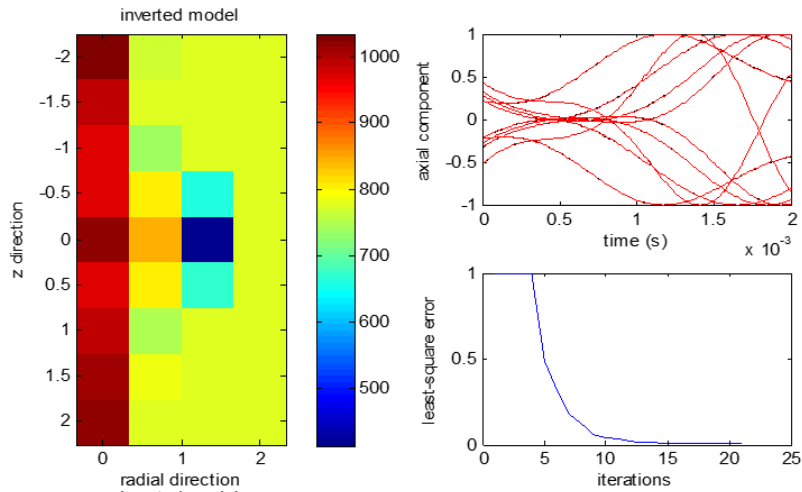 inverted model
-2
-1.5
-1
-0.5
0
0.5
1
1.5
2
z direction
0 1 2
radial direction
1000
900
800
700
600
500
1
0.5
0
-0.5
-1
axial component
0 0.5 1 1.5 2
time (s)
x 10^-3
1
0.5
0
least-square error
0 5 10 15 20 25
iterations